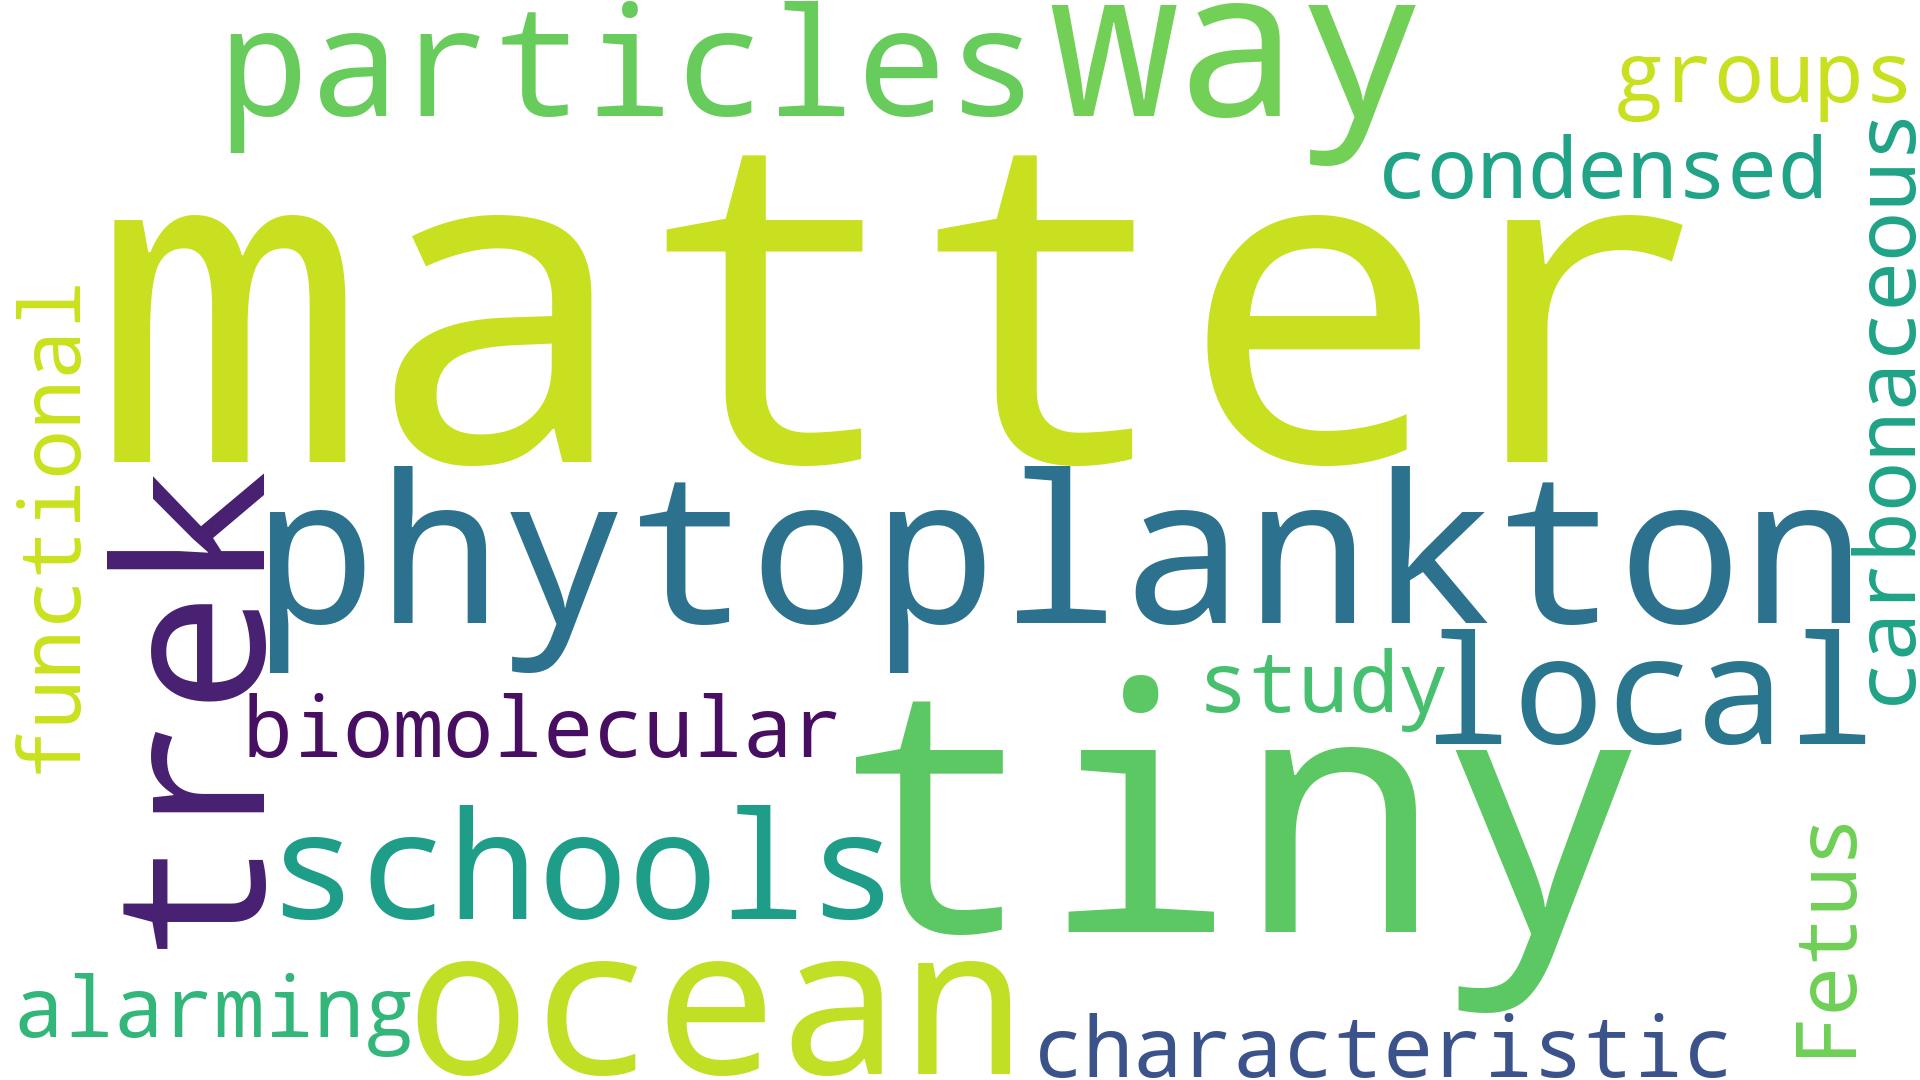 particles
way
groups
condensed
matter
carbonaceous
functional
phytoplankton
trek
study
local
biomolecular
tiny
schools
Fetus
alarming
ocean
characteristic